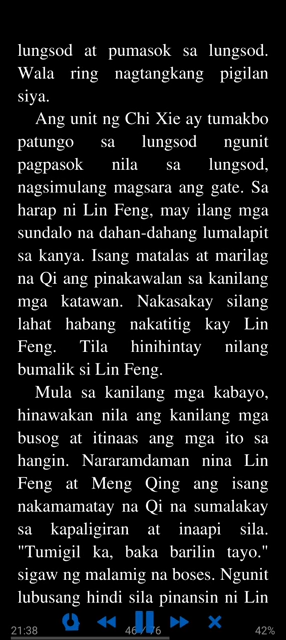 lungsod at pumasok sa lungsod.
Wala ring nagtangkang pigilan
siya.
Ang unit ng Chi Xie ay tumakbo
patungo sa lungsod ngunit
pagpasok nila sa lungsod,
nagsimulang magsara ang gate. Sa
harap ni Lin Feng, may ilang mga
sundalo na dahan-dahang lumalapit
sa kanya. Isang matalas at marilag
na Qi ang pinakawalan sa kanilang
mga katawan. Nakasakay silang
lahat habang nakatitig kay Lin
Feng. Tila hinihintay nilang
bumalik si Lin Feng.
Mula sa kanilang mga kabayo,
hinawakan nila ang kanilang mga
busog at itinaas ang mga ito sa
hangin. Nararamdaman nina Lin
Feng at Meng Qing ang isang
nakamamatay na Qi na sumalakay
sa kapaligiran at inaapi sila.
"Tumigil ka, baka barilin tayo."
sigaw ng malamig na boses. Ngunit
lubusang hindi sila pinansin ni Lin
21:38 46 / 76 42%